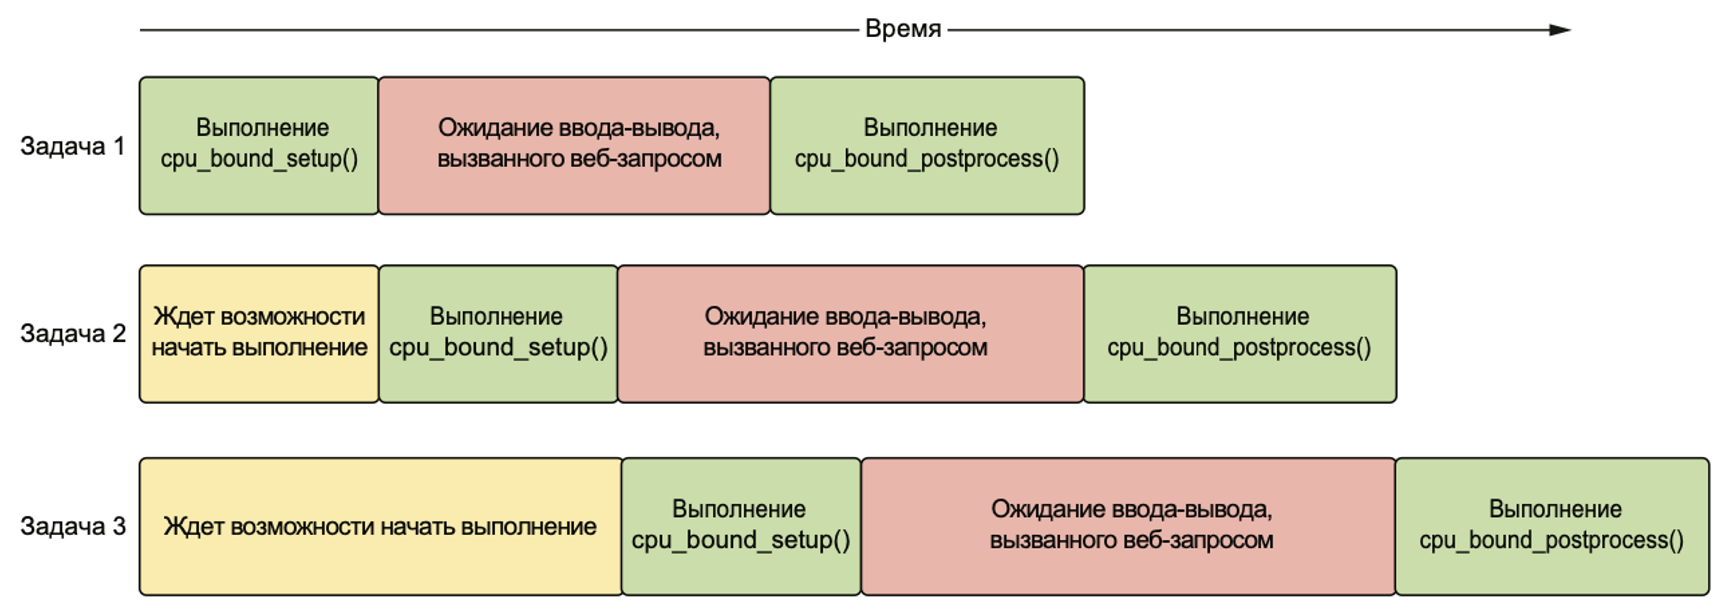 Время
Задача 1
Выполнение
cpu_bound_setup()
Ожидание ввода-вывода,
вызванного веб-запросом
Выполнение
cpu_bound_postprocess()
Задача 2
Ждет возможности
начать выполнение
Выполнение
cpu_bound_setup()
Ожидание ввода-вывода,
вызванного веб-запросом
Выполнение
cpu_bound_postprocess()
Задача 3
Ждет возможности начать выполнение
Выполнение
cpu_bound_setup()
Ожидание ввода-вывода,
вызванного веб-запросом
Выполнение
cpu_bound_postprocess()